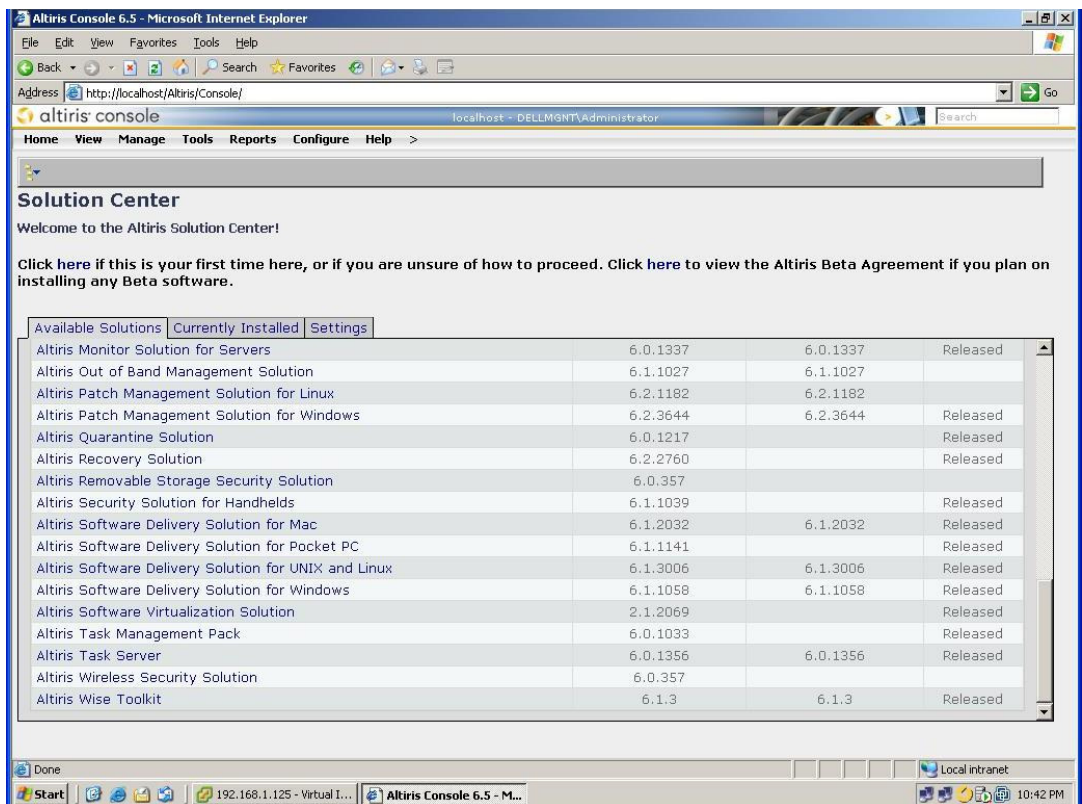 Altiris Console 6.5 - Microsoft Internet Explorer
File Edit View Favorites Tools Help
Back Search Favorites
Address http://localhost/Altiris/Console/ Go
altiris console localhost - DELLMGNT\Administrator Search
Home View Manage Tools Reports Configure Help >
Solution Center
Welcome to the Altiris Solution Center!
Click here if this is your first time here, or if you are unsure of how to proceed. Click here to view the Altiris Beta Agreement if you plan on
installing any Beta software.
Available Solutions Currently Installed Settings
Altiris Monitor Solution for Servers 6.0.1337 6.0.1337 Released
Altiris Out of Band Management Solution 6.1.1027 6.1.1027
Altiris Patch Management Solution for Linux 6.2.1182 6.2.1182
Altiris Patch Management Solution for Windows 6.2.3644 6.2.3644 Released
Altiris Quarantine Solution 6.0.1217 Released
Altiris Recovery Solution 6.2.2760 Released
Altiris Removable Storage Security Solution 6.0.357
Altiris Security Solution for Handhelds 6.1.1039 Released
Altiris Software Delivery Solution for Mac 6.1.2032 6.1.2032 Released
Altiris Software Delivery Solution for Pocket PC 6.1.1141 Released
Altiris Software Delivery Solution for UNIX and Linux 6.1.3006 6.1.3006 Released
Altiris Software Delivery Solution for Windows 6.1.1058 6.1.1058 Released
Altiris Software Virtualization Solution 2.1.2069 Released
Altiris Task Management Pack 6.0.1033 Released
Altiris Task Server 6.0.1356 6.0.1356 Released
Altiris Wireless Security Solution 6.0.357
Altiris Wise Toolkit 6.1.3 6.1.3 Released
Done Local intranet
Start 192.168.1.125 - Virtual I... Altiris Console 6.5 - M... 10:42 PM